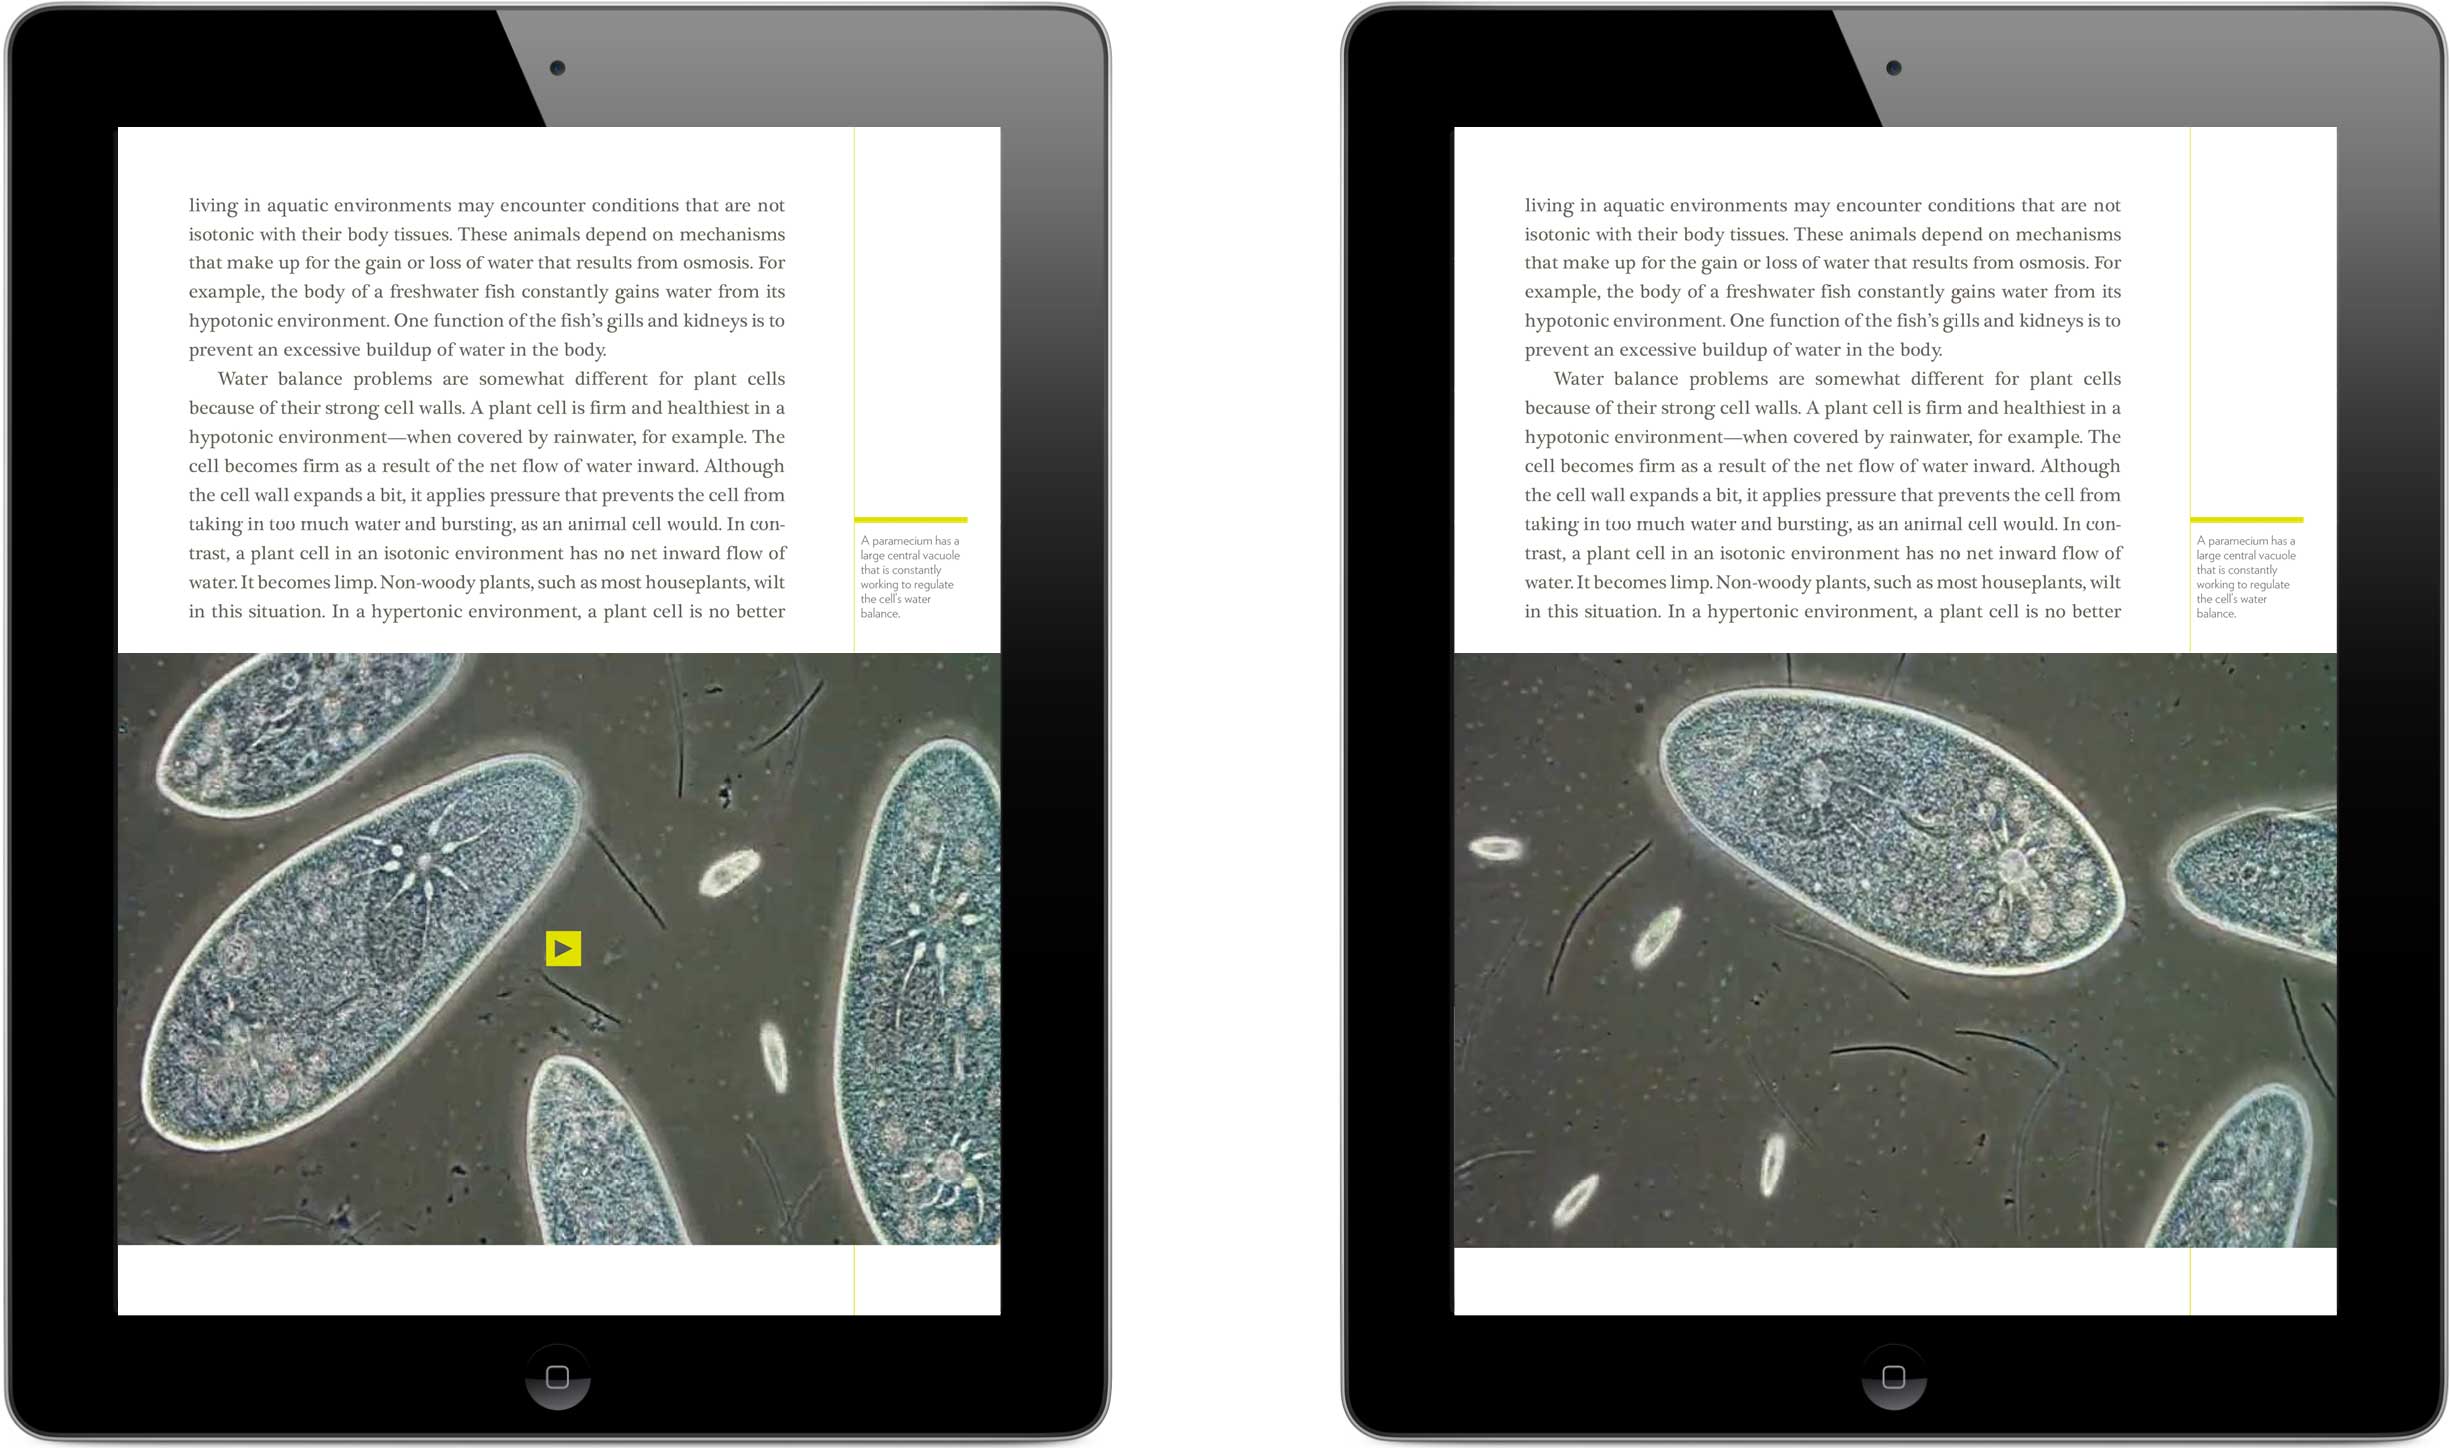 living in aquatic environments may encounter conditions that are not
isotonic with their body tissues. These animals depend on mechanisms
that make up for the gain or loss of water that results from osmosis. For
example, the body of a freshwater fish constantly gains water from its
hypotonic environment. One function of the fish’s gills and kidneys is to
prevent an excessive buildup of water in the body.
Water balance problems are somewhat different for plant cells
because of their strong cell walls. A plant cell is firm and healthiest in a
hypotonic environment—when covered by rainwater, for example. The
cell becomes firm as a result of the net flow of water inward. Although
the cell wall expands a bit, it applies pressure that prevents the cell from
taking in too much water and bursting, as an animal cell would. In con-
trast, a plant cell in an isotonic environment has no net inward flow of
water. It becomes limp. Non-woody plants, such as most houseplants, wilt
in this situation. In a hypertonic environment, a plant cell is no better
A paramecium has a
large central vacuole
that is constantly
working to regulate
the cell's water
balance.
living in aquatic environments may encounter conditions that are not
isotonic with their body tissues. These animals depend on mechanisms
that make up for the gain or loss of water that results from osmosis. For
example, the body of a freshwater fish constantly gains water from its
hypotonic environment. One function of the fish’s gills and kidneys is to
prevent an excessive buildup of water in the body.
Water balance problems are somewhat different for plant cells
because of their strong cell walls. A plant cell is firm and healthiest in a
hypotonic environment—when covered by rainwater, for example. The
cell becomes firm as a result of the net flow of water inward. Although
the cell wall expands a bit, it applies pressure that prevents the cell from
taking in too much water and bursting, as an animal cell would. In con-
trast, a plant cell in an isotonic environment has no net inward flow of
water. It becomes limp. Non-woody plants, such as most houseplants, wilt
in this situation. In a hypertonic environment, a plant cell is no better
A paramecium has a
large central vacuole
that is constantly
working to regulate
the cell's water
balance.